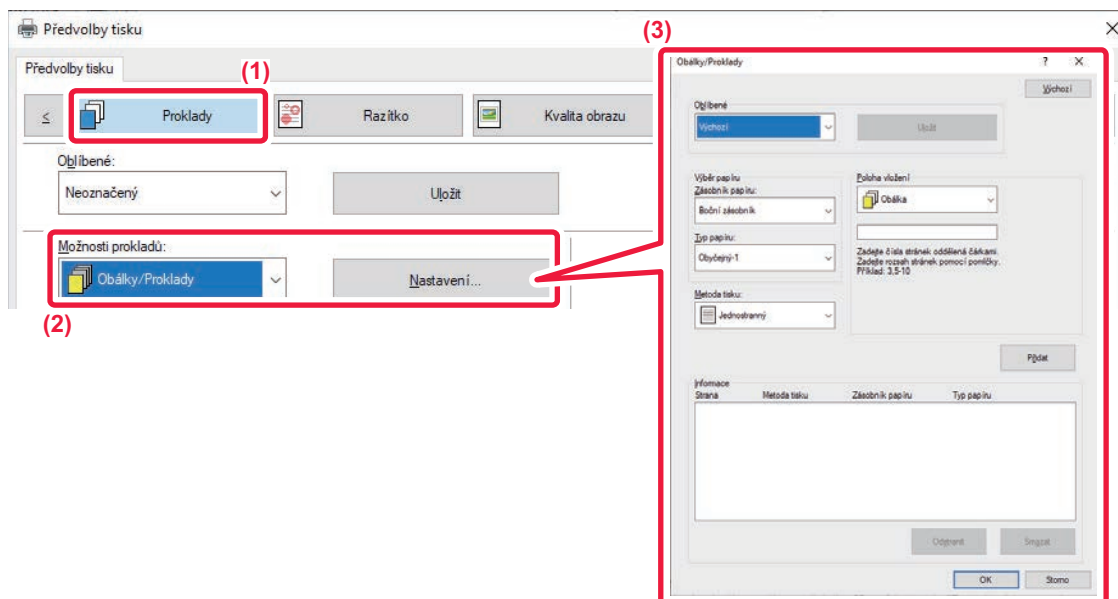 Předvolby tisku
Předvolby tisku
(1)
≤
Proklady
Razítko
Kvalita obrazu
Oblíbené:
Neoznačený
Uložit
Možnosti prokladů:
Obálky/Proklady
Nastavení...
(2)
(3)
Obálky/Proklady
?
Výchozí
Oblíbené
Výchozí
Uložit
Výběr papíru
Zásobník papíru:
Boční zásobník
Typ papíru:
Obyčejný-1
Metoda tisku:
Jednostranný
Poloha vložení
Obálka
Zadejte čísla stránek oddělená čárkami.
Zadejte rozsah stránek pomocí pomlčky.
Příklad: 3,5-10
Přidat
Informace
Strana Metoda tisku Zásobník papíru Typ papíru
Odstranit
Smazat
OK
Storno